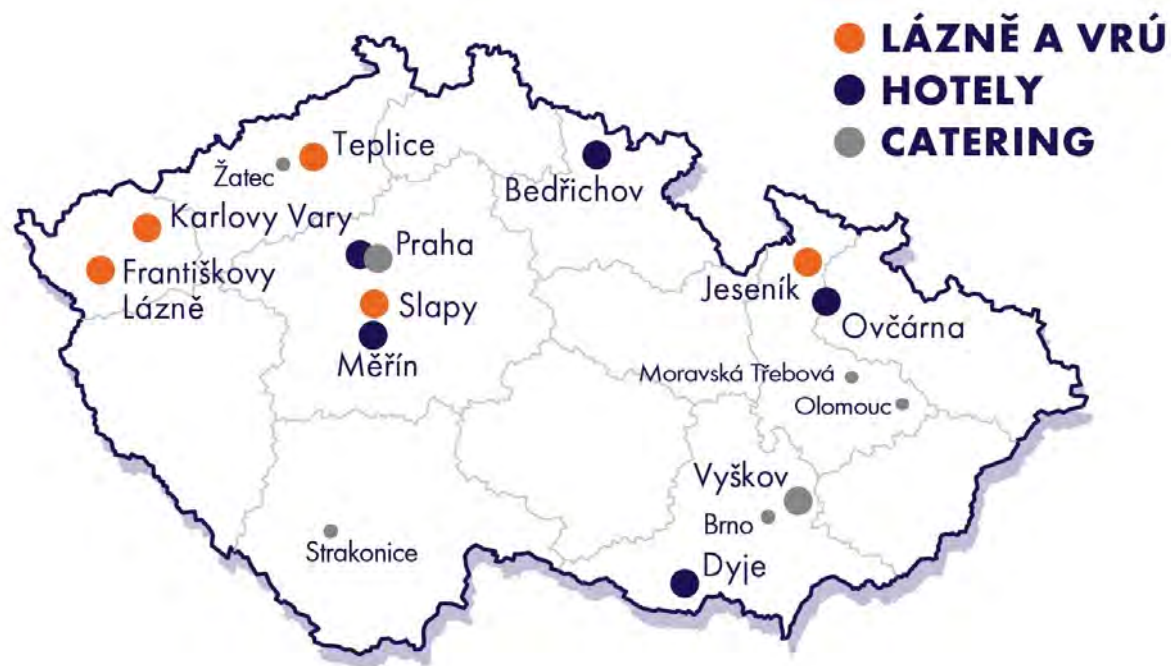 LÁZNĚ A VRÚ
HOTELY
CATERING
Teplice
Žatec
Bedřichov
Karlovy Vary
Praha
Františkovy
Lázně
Jeseník
Slapy
Ovčárna
Měřín
Moravská Třebová
Olomouc
Vyškov
Brno
Strakonice
Dyje